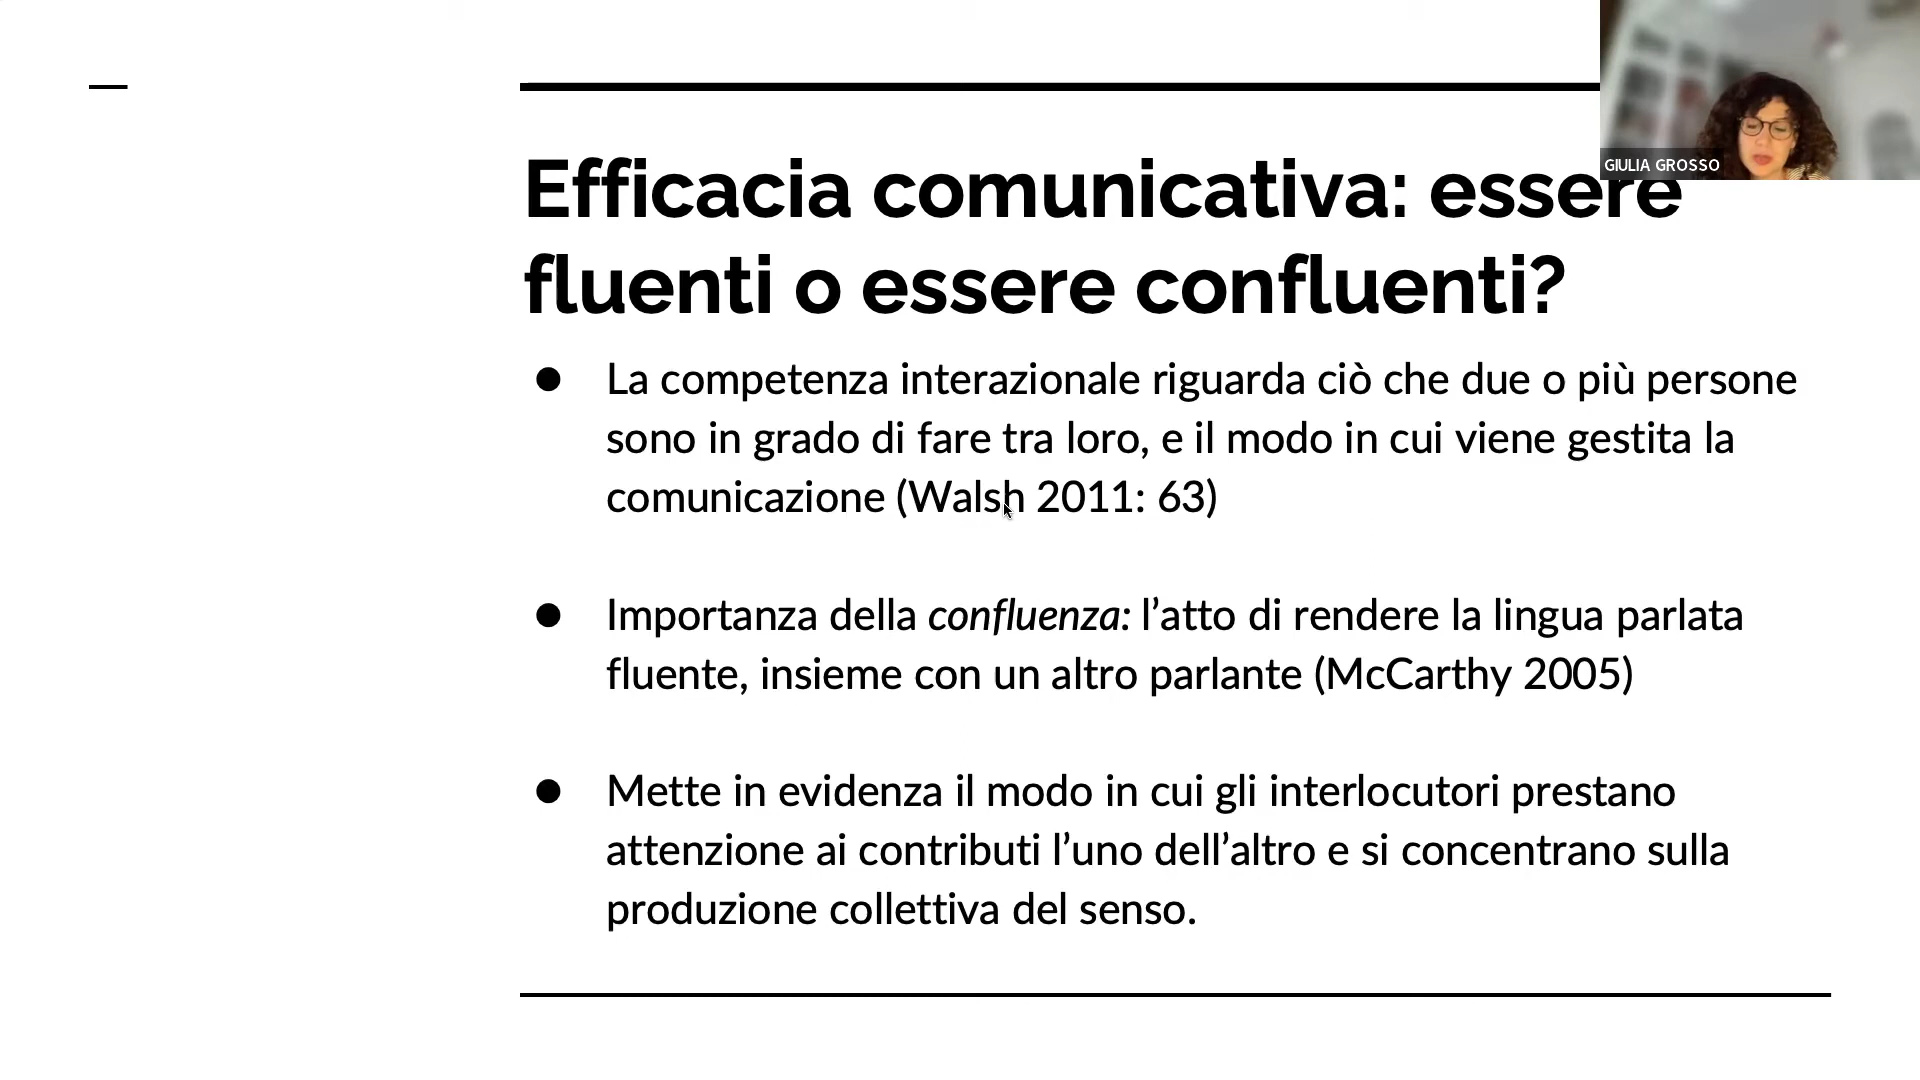 GIULIA GROSSO
Efficacia comunicativa: essere
fluenti o essere confluenti?
● La competenza interazionale riguarda ciò che due o più persone
sono in grado di fare tra loro, e il modo in cui viene gestita la
comunicazione (Walsh 2011: 63)
● Importanza della confluenza: l’atto di rendere la lingua parlata
fluente, insieme con un altro parlante (McCarthy 2005)
● Mette in evidenza il modo in cui gli interlocutori prestano
attenzione ai contributi l’uno dell’altro e si concentrano sulla
produzione collettiva del senso.